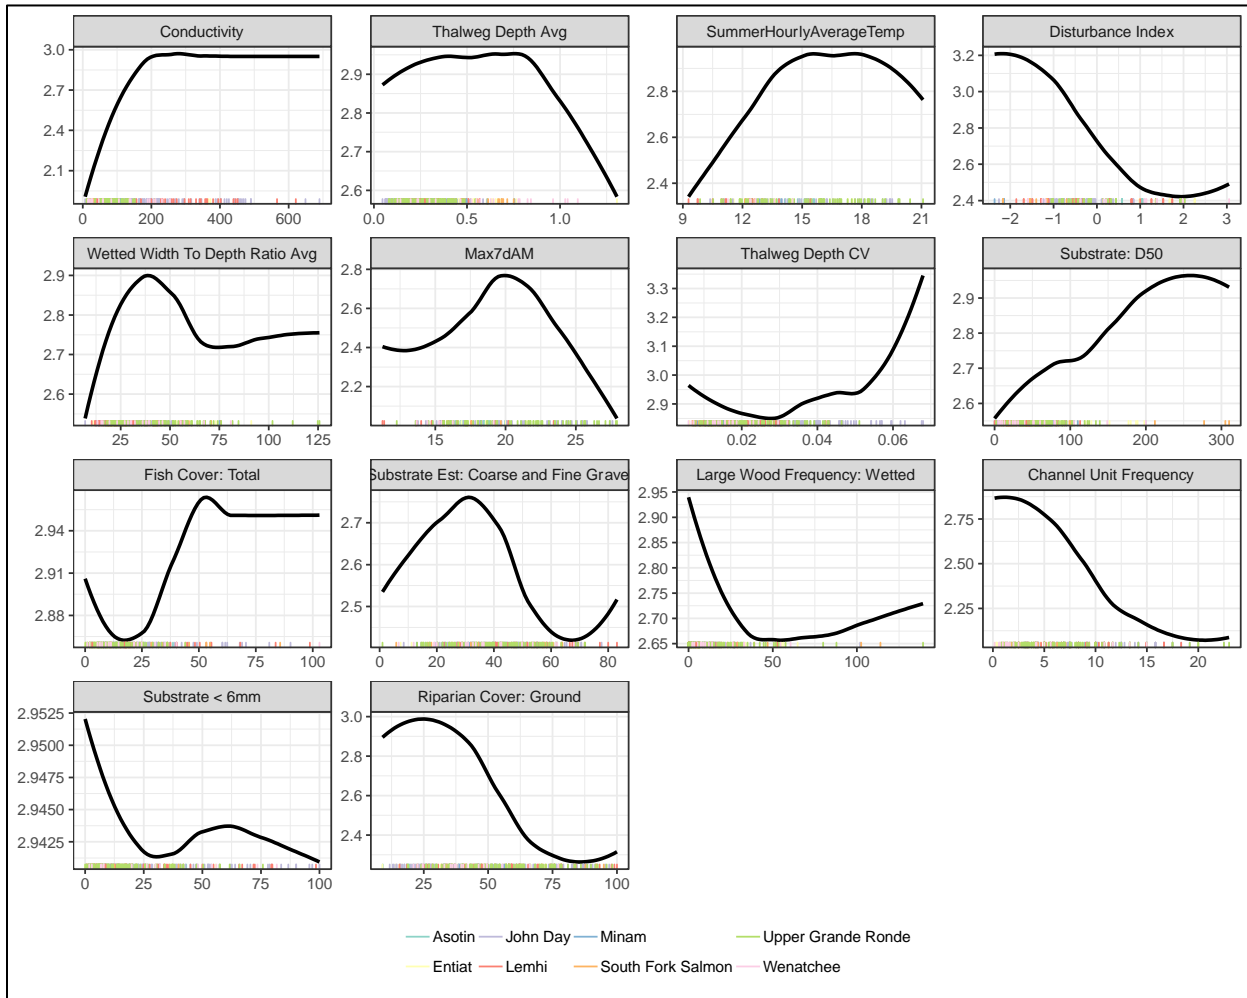 Conductivity
Thalweg Depth Avg
SummerHourlyAverageTemp
Disturbance Index
3.0
2.7
2.4
2.1
0 200 400 600
2.9
2.8
2.7
2.6
0.0 0.5 1.0
2.8
2.6
2.4
9 12 15 18 21
3.2
3.0
2.8
2.6
2.4
−2 −1 0 1 2 3
Wetted Width To Depth Ratio Avg
Max7dAM
Thalweg Depth CV
Substrate: D50
2.9
2.8
2.7
2.6
25 50 75 100 125
2.8
2.6
2.4
2.2
15 20 25
3.3
3.2
3.1
3.0
2.9
0.02 0.04 0.06
2.9
2.8
2.7
2.6
0 100 200 300
Fish Cover: Total
Substrate Est: Coarse and Fine Grave
Large Wood Frequency: Wetted
Channel Unit Frequency
2.94
2.91
2.88
0 25 50 75 100
2.7
2.6
2.5
0 20 40 60 80
2.95
2.90
2.85
2.80
2.75
2.70
2.65
0 50 100
2.75
2.50
2.25
0 5 10 15 20
Substrate < 6mm
Riparian Cover: Ground
2.9525
2.9500
2.9475
2.9450
2.9425
0 25 50 75 100
3.0
2.8
2.6
2.4
25 50 75 100
Asotin John Day Minam Upper Grande Ronde
Entiat Lemhi South Fork Salmon Wenatchee